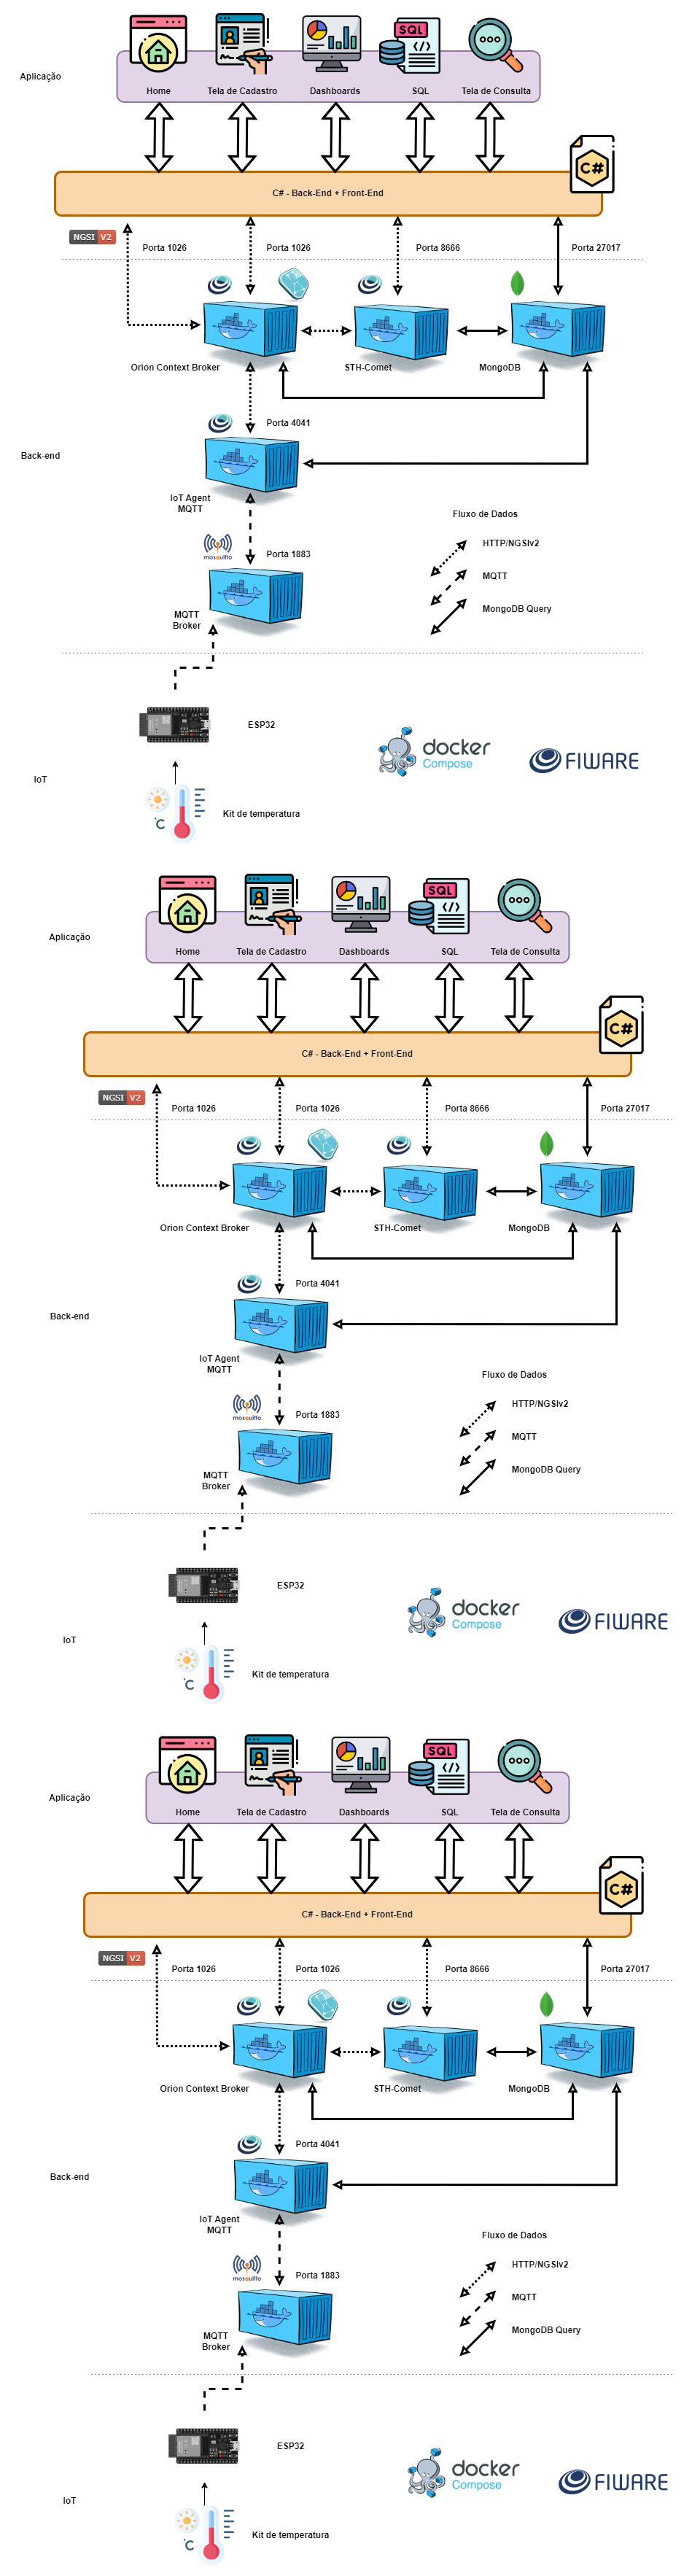 Aplicação
SQL
Home
Tela de Cadastro
Dashboards
SQL
Tela de Consulta
C#
C# - Back-End + Front-End
NGSI V2
Porta 1026
Porta 1026
Porta 8666
Porta 27017
Orion Context Broker
STH-Comet
MongoDB
Porta 4041
Back-end
IoT Agent
MQTT
Fluxo de Dados
mosquitto
Porta 1883
HTTP/NGSIv2
MQTT
MongoDB Query
MQTT
Broker
ESP32
docker
Compose
FIWARE
IoT
°C
Kit de temperatura
SQL
Aplicação
Home
Tela de Cadastro
Dashboards
SQL
Tela de Consulta
C#
C# - Back-End + Front-End
NGSI V2
Porta 1026
Porta 1026
Porta 8666
Porta 27017
Orion Context Broker
STH-Comet
MongoDB
Porta 4041
Back-end
IoT Agent
MQTT
Fluxo de Dados
mosquitto
Porta 1883
HTTP/NGSIv2
MQTT
MongoDB Query
MQTT
Broker
ESP32
docker
Compose
FIWARE
IoT
°C
Kit de temperatura
SQL
Aplicação
Home
Tela de Cadastro
Dashboards
SQL
Tela de Consulta
C#
C# - Back-End + Front-End
NGSI V2
Porta 1026
Porta 1026
Porta 8666
Porta 27017
Orion Context Broker
STH-Comet
MongoDB
Porta 4041
Back-end
IoT Agent
MQTT
Fluxo de Dados
mosquitto
Porta 1883
HTTP/NGSIv2
MQTT
MongoDB Query
MQTT
Broker
ESP32
docker
Compose
FIWARE
IoT
°C
Kit de temperatura